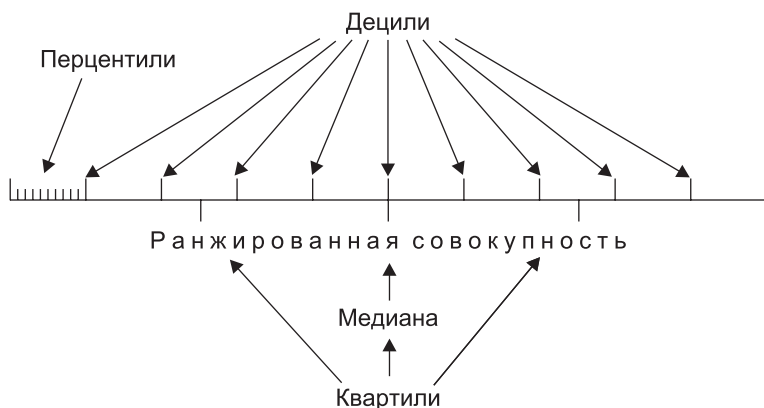 Децили
Перцентили
Ранжированная совокупность
Медиана
Квартили